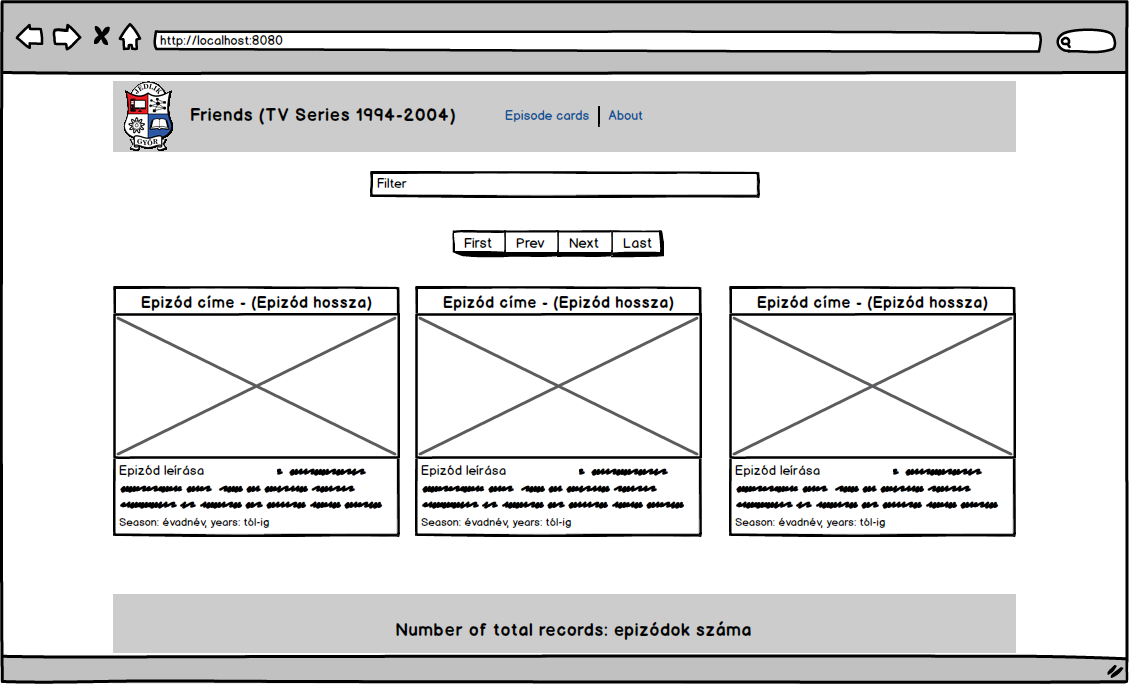 http://localhost:8080
JEDLIK
GYŐR
Friends (TV Series 1994-2004)
Episode cards
About
Filter
First
Prev
Next
Last
Epizód címe - (Epizód hossza)
Epizód címe - (Epizód hossza)
Epizód címe - (Epizód hossza)
Epizód leírása
Season: évadnév, years: tól-ig
Epizód leírása
Season: évadnév, years: tól-ig
Epizód leírása
Season: évadnév, years: tól-ig
Number of total records: epizódok száma